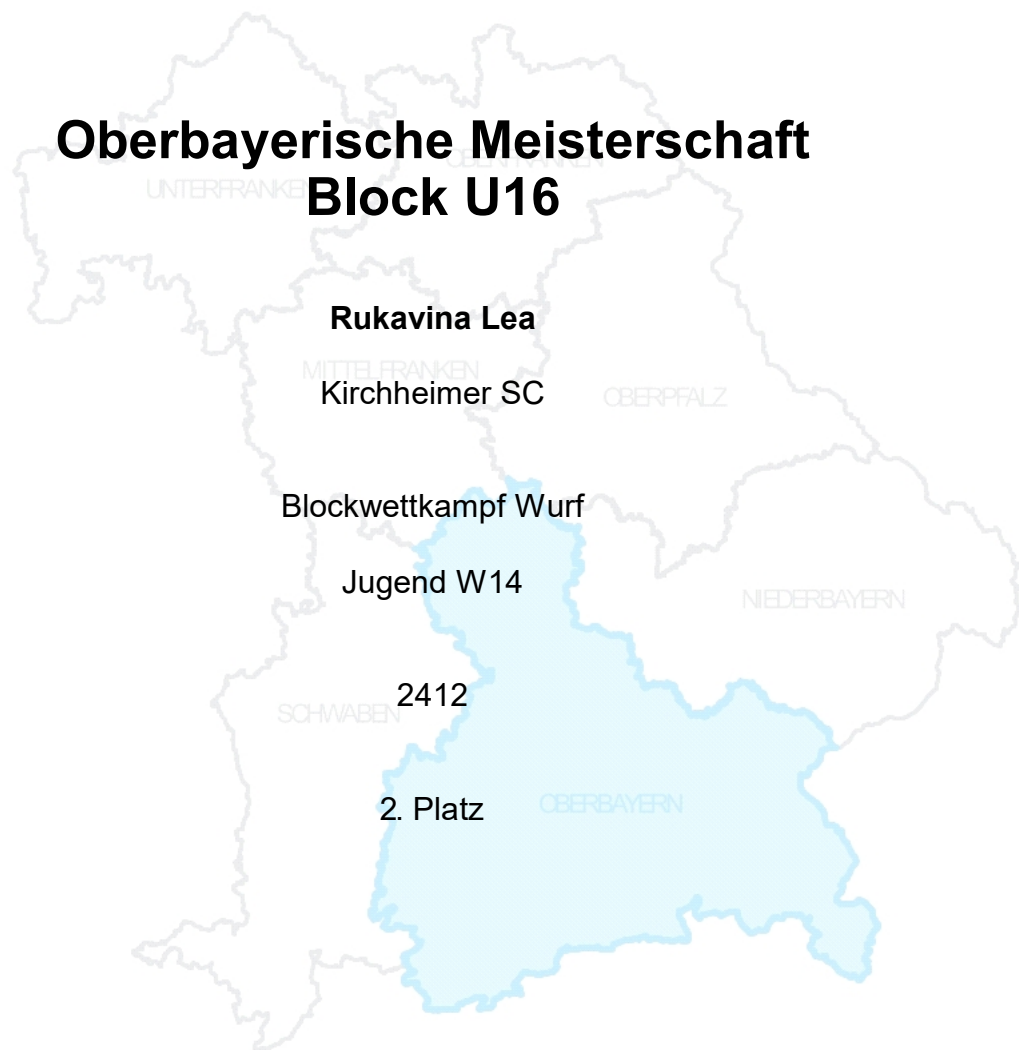 Oberbayerische Meisterschaft
OBERFRANKEN
UNTERFRANKEN
Block U16
Rukavina Lea
MITTELFRANKEN
Kirchheimer SC
OBERPFALZ
Blockwettkampf Wurf
Jugend W14
NIEDERBAYERN
2412
SCHWABEN
2. Platz
OBERBAYERN